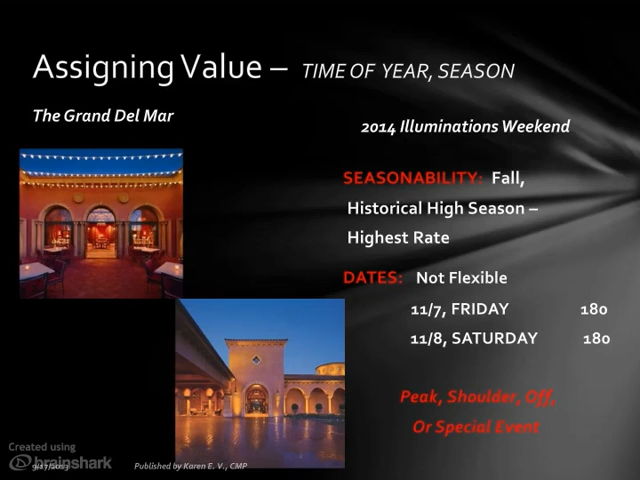 Assigning Value – TIME OF YEAR, SEASON
The Grand Del Mar
2014 Illuminations Weekend
SEASONABILITY: Fall,
Historical High Season –
Highest Rate
DATES: Not Flexible
11/7, FRIDAY 180
11/8, SATURDAY 180
Peak, Shoulder, Off,
Or Special Event
Created using
brainshark
Published by Karen E. V., CMP